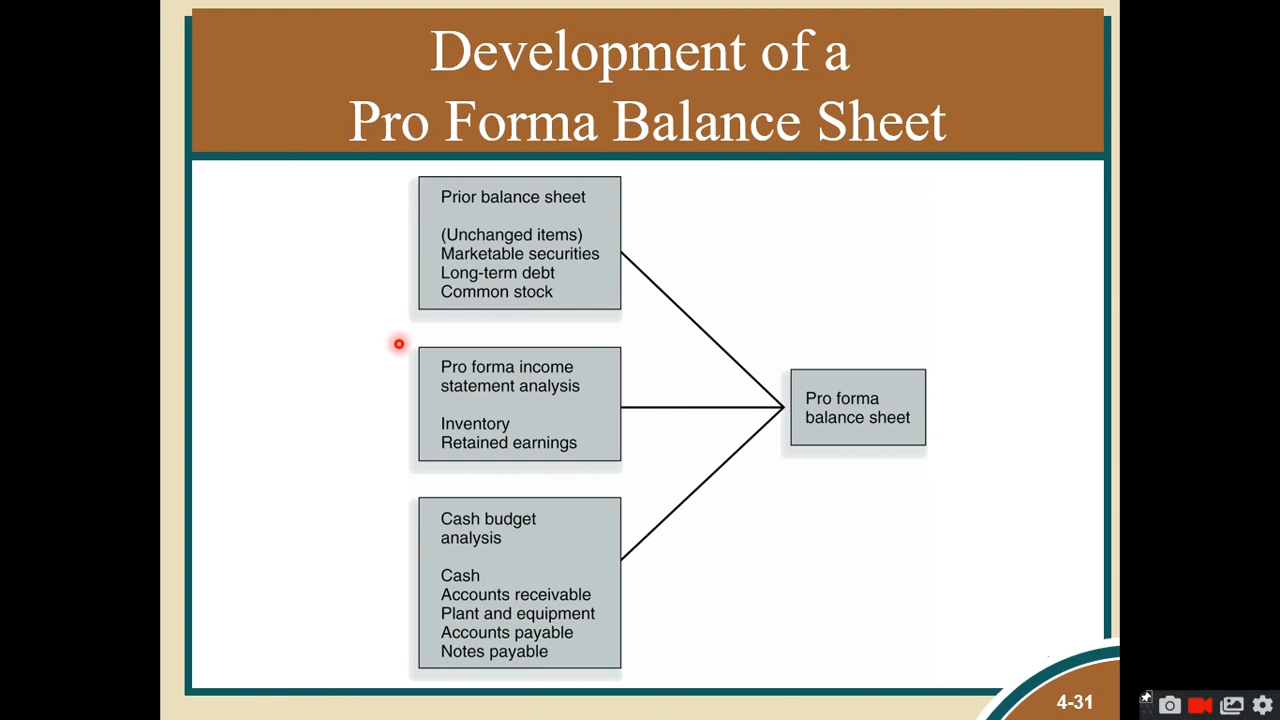 Development of a
Pro Forma Balance Sheet
Prior balance sheet
(Unchanged items)
Marketable securities
Long-term debt
Common stock
Pro forma income
statement analysis
Inventory
Retained earnings
Cash budget
analysis
Cash
Accounts receivable
Plant and equipment
Accounts payable
Notes payable
Pro forma
balance sheet
4-31